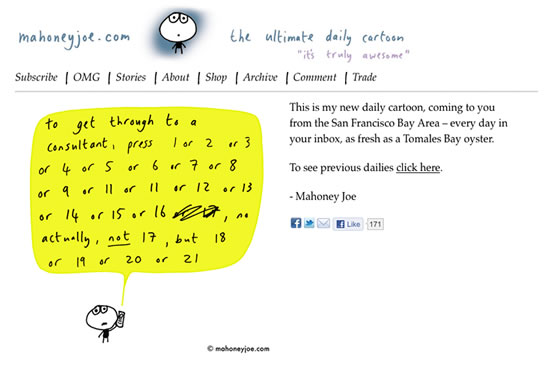 mahoneyjoe.com
the ultimate daily cartoon
"it's truly awesome"
Subscribe | OMG | Stories | About | Shop | Archive | Comment | Trade
to get through to a
consultant, press 1 or 2 or 3
or 4 or 5 or 6 or 7 or 8
or 9 or 11 or 11 or 12 or 13
or 14 or 15 or 16 , no
actually, not 17, but 18
or 19 or 20 or 21
© mahoneyjoe.com
This is my new daily cartoon, coming to you
from the San Francisco Bay Area – every day in
your inbox, as fresh as a Tomales Bay oyster.
To see previous dailies click here.
- Mahoney Joe
Like 171